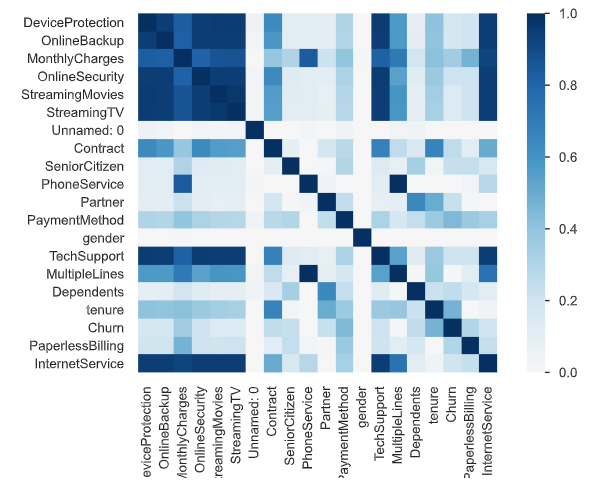 DeviceProtection
OnlineBackup
MonthlyCharges
OnlineSecurity
StreamingMovies
StreamingTV
Unnamed: 0
Contract
SeniorCitizen
PhoneService
Partner
PaymentMethod
gender
TechSupport
MultipleLines
Dependents
tenure
Churn
PaperlessBilling
InternetService
1.0
0.8
0.6
0.4
0.2
0.0
eviceProtection
OnlineBackup
MonthlyCharges
OnlineSecurity
treamingMovies
StreamingTV
Unnamed: 0
Contract
SeniorCitizen
PhoneService
Partner
PaymentMethod
gender
TechSupport
MultipleLines
Dependents
tenure
Churn
PaperlessBilling
InternetService